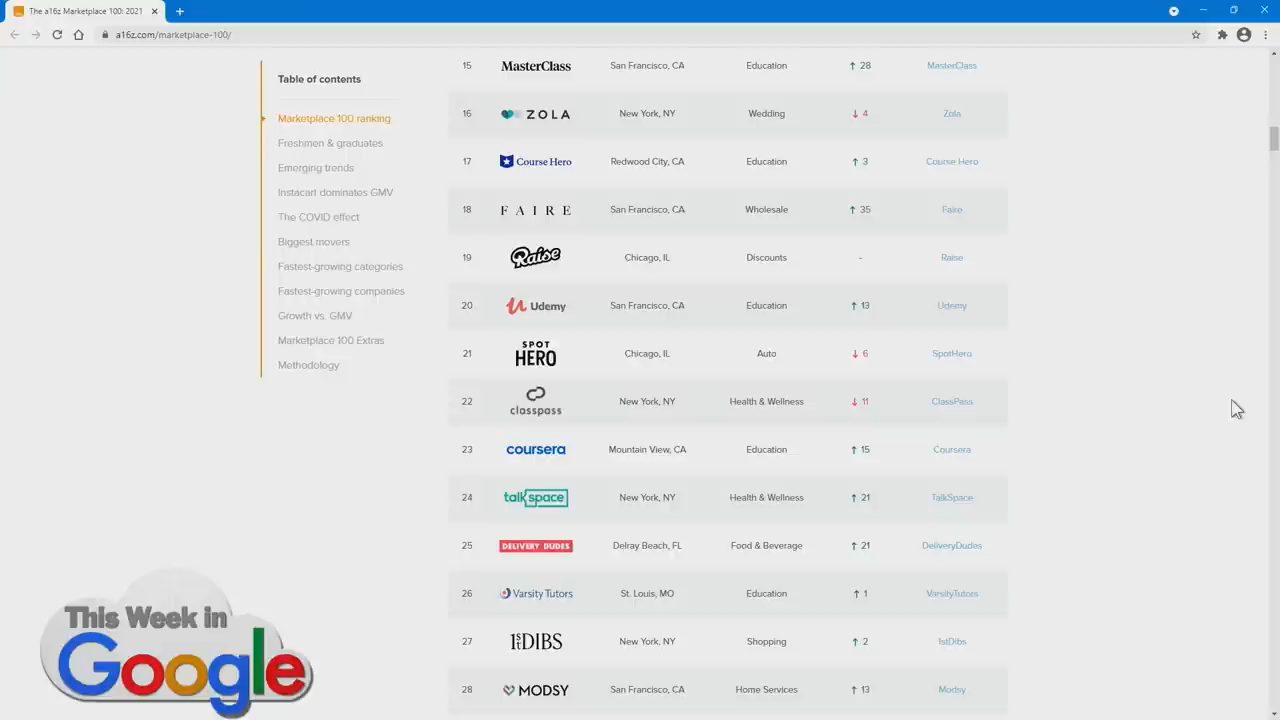 The a16z Marketplace 100: 2021
a16z.com/marketplace-100/
Table of contents
Marketplace 100 ranking
Freshmen & graduates
Emerging trends
Instacart dominates GMV
The COVID effect
Biggest movers
Fastest-growing categories
Fastest-growing companies
Growth vs. GMV
Marketplace 100 Extras
Methodology
15 MasterClass San Francisco, CA Education ↑ 28 MasterClass
16 ZOLA New York, NY Wedding ↓ 4 Zola
17 Course Hero Redwood City, CA Education ↑ 3 Course Hero
18 FAIRE San Francisco, CA Wholesale ↑ 35 Faire
19 Raise Chicago, IL Discounts - Raise
20 Udemy San Francisco, CA Education ↑ 13 Udemy
21 SPOT HERO Chicago, IL Auto ↓ 6 SpotHero
22 classpass New York, NY Health & Wellness ↓ 11 ClassPass
23 coursera Mountain View, CA Education ↑ 15 Coursera
24 talkspace New York, NY Health & Wellness ↑ 21 TalkSpace
25 DELIVERY DUDES Delray Beach, FL Food & Beverage ↑ 21 DeliveryDudes
26 Varsity Tutors St. Louis, MO Education ↑ 1 VarsityTutors
27 1stDIBS New York, NY Shopping ↑ 2 1stDibs
28 MODSY San Francisco, CA Home Services ↑ 13 Modsy
This Week in
Google